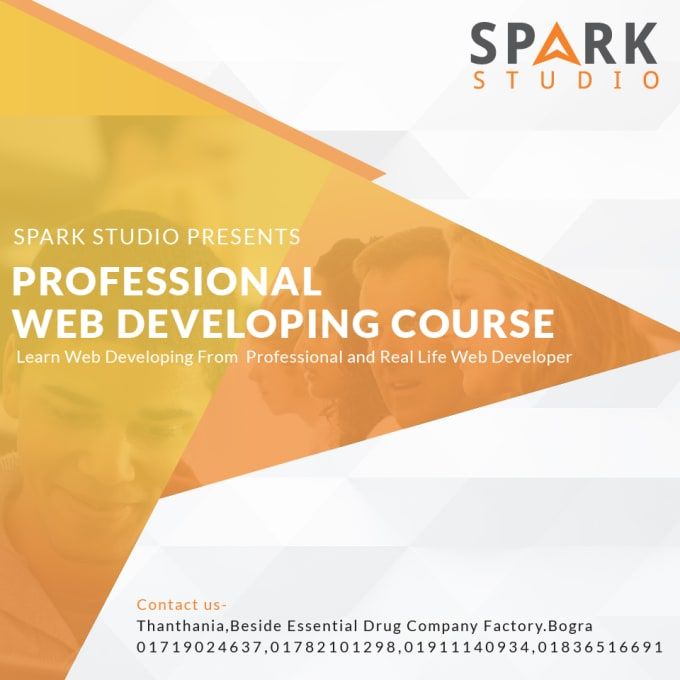 SPARK
STUDIO
SPARK STUDIO PRESENTS
PROFESSIONAL
WEB DEVELOPING COURSE
Learn Web Developing From Professional and Real Life Web Developer
Contact us-
Thanthania,Beside Essential Drug Company Factory.Bogra
01719024637,01782101298,01911140934,01836516691